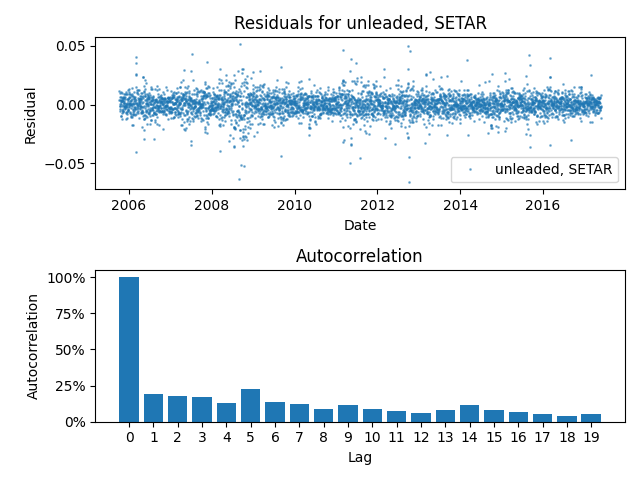 Residuals for unleaded, SETAR
0.05
0.00
−0.05
Residual
unleaded, SETAR
2006 2008 2010 2012 2014 2016
Date
Autocorrelation
100%
75%
50%
25%
0%
Autocorrelation
0 1 2 3 4 5 6 7 8 9 10 11 12 13 14 15 16 17 18 19
Lag